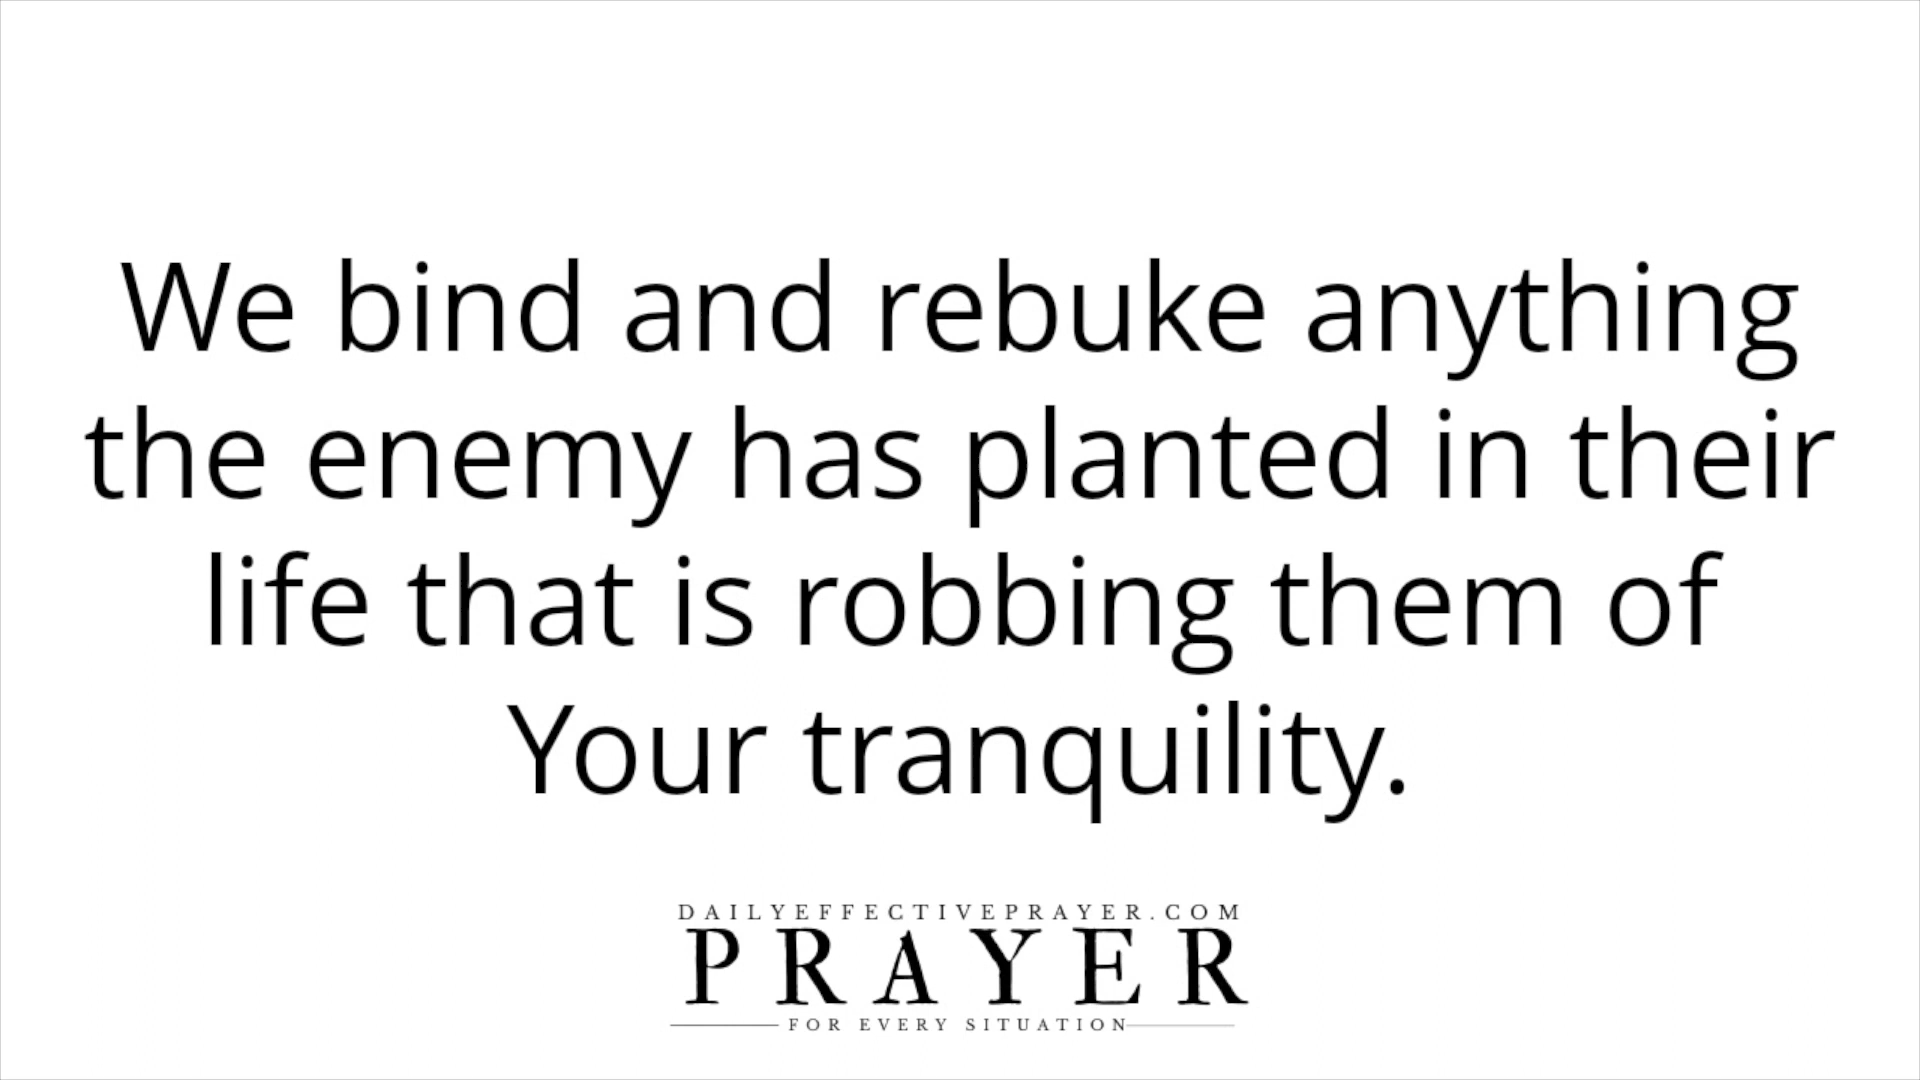 We bind and rebuke anything
the enemy has planted in their
life that is robbing them of
Your tranquility.
DAILYEFFECTIVEPRAYER.COM
PRAYER
FOR EVERY SITUATION